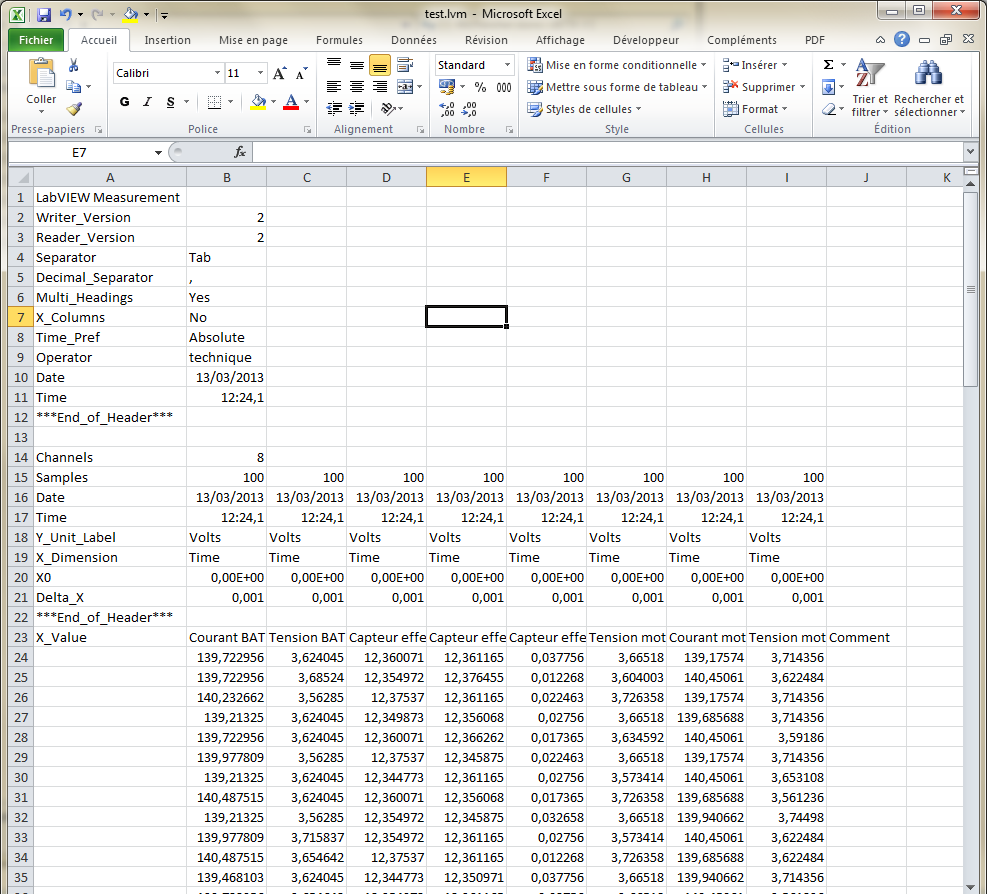 test.lvm - Microsoft Excel
Fichier Accueil Insertion Mise en page Formules Données Révision Affichage Développeur Compléments PDF
Coller
Presse-papiers
Calibri 11
G I S
Police
Alignement
Standard
% 000
Nombre
Mise en forme conditionnelle
Mettre sous forme de tableau
Styles de cellules
Style
Insérer
Supprimer
Format
Cellules
Σ
Trier et filtrer
Rechercher et sélectionner
Édition
E7 fx
A B C D E F G H I J K
1 LabVIEW Measurement
2 Writer_Version 2
3 Reader_Version 2
4 Separator Tab
5 Decimal_Separator ,
6 Multi_Headings Yes
7 X_Columns No
8 Time_Pref Absolute
9 Operator technique
10 Date 13/03/2013
11 Time 12:24,1
12 ***End_of_Header***
13
14 Channels 8
15 Samples 100 100 100 100 100 100 100 100
16 Date 13/03/2013 13/03/2013 13/03/2013 13/03/2013 13/03/2013 13/03/2013 13/03/2013 13/03/2013
17 Time 12:24,1 12:24,1 12:24,1 12:24,1 12:24,1 12:24,1 12:24,1 12:24,1
18 Y_Unit_Label Volts Volts Volts Volts Volts Volts Volts Volts
19 X_Dimension Time Time Time Time Time Time Time Time
20 X0 0,00E+00 0,00E+00 0,00E+00 0,00E+00 0,00E+00 0,00E+00 0,00E+00 0,00E+00
21 Delta_X 0,001 0,001 0,001 0,001 0,001 0,001 0,001 0,001
22 ***End_of_Header***
23 X_Value Courant BAT Tension BAT Capteur effe Capteur effe Capteur effe Tension mot Courant mot Tension mot Comment
24 139,722956 3,624045 12,360071 12,361165 0,037756 3,66518 139,17574 3,714356
25 139,722956 3,68524 12,354972 12,376455 0,012268 3,604003 140,45061 3,622484
26 140,232662 3,56285 12,37537 12,361165 0,022463 3,726358 139,17574 3,714356
27 139,21325 3,624045 12,349873 12,356068 0,02756 3,66518 139,685688 3,714356
28 139,722956 3,624045 12,360071 12,366262 0,017365 3,634592 140,45061 3,59186
29 139,977809 3,56285 12,37537 12,345875 0,022463 3,66518 139,17574 3,714356
30 139,21325 3,624045 12,344773 12,361165 0,02756 3,573414 140,45061 3,653108
31 140,487515 3,624045 12,360071 12,356068 0,017365 3,726358 139,685688 3,561236
32 139,21325 3,56285 12,354972 12,345875 0,032658 3,66518 139,940662 3,74498
33 139,977809 3,715837 12,354972 12,361165 0,02756 3,573414 140,45061 3,622484
34 140,487515 3,654642 12,37537 12,361165 0,012268 3,726358 139,685688 3,622484
35 139,468103 3,624045 12,344773 12,350971 0,037756 3,66518 139,940662 3,714356